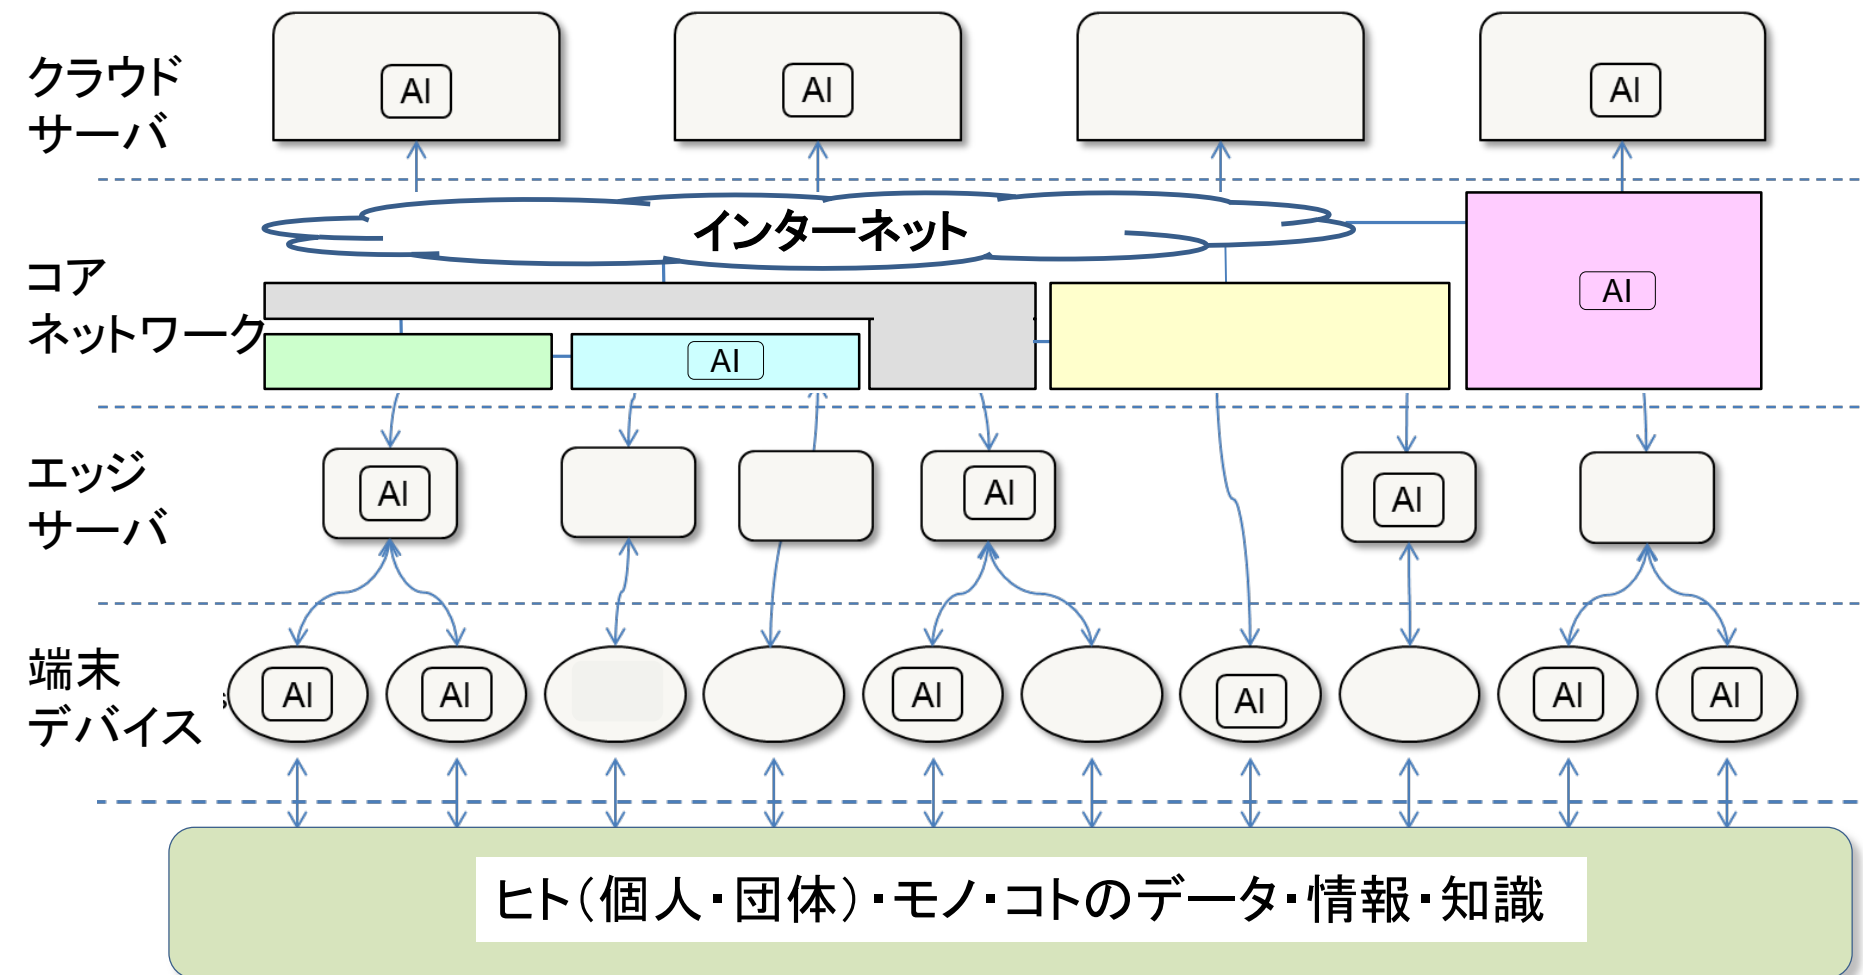 クラウド
サーバ
AI
AI
AI
インターネット
コア
ネットワーク
AI
AI
エッジ
サーバ
AI
AI
AI
端末
デバイス
AI
AI
AI
AI
AI
AI
ヒト（個人・団体）・モノ・コトのデータ・情報・知識